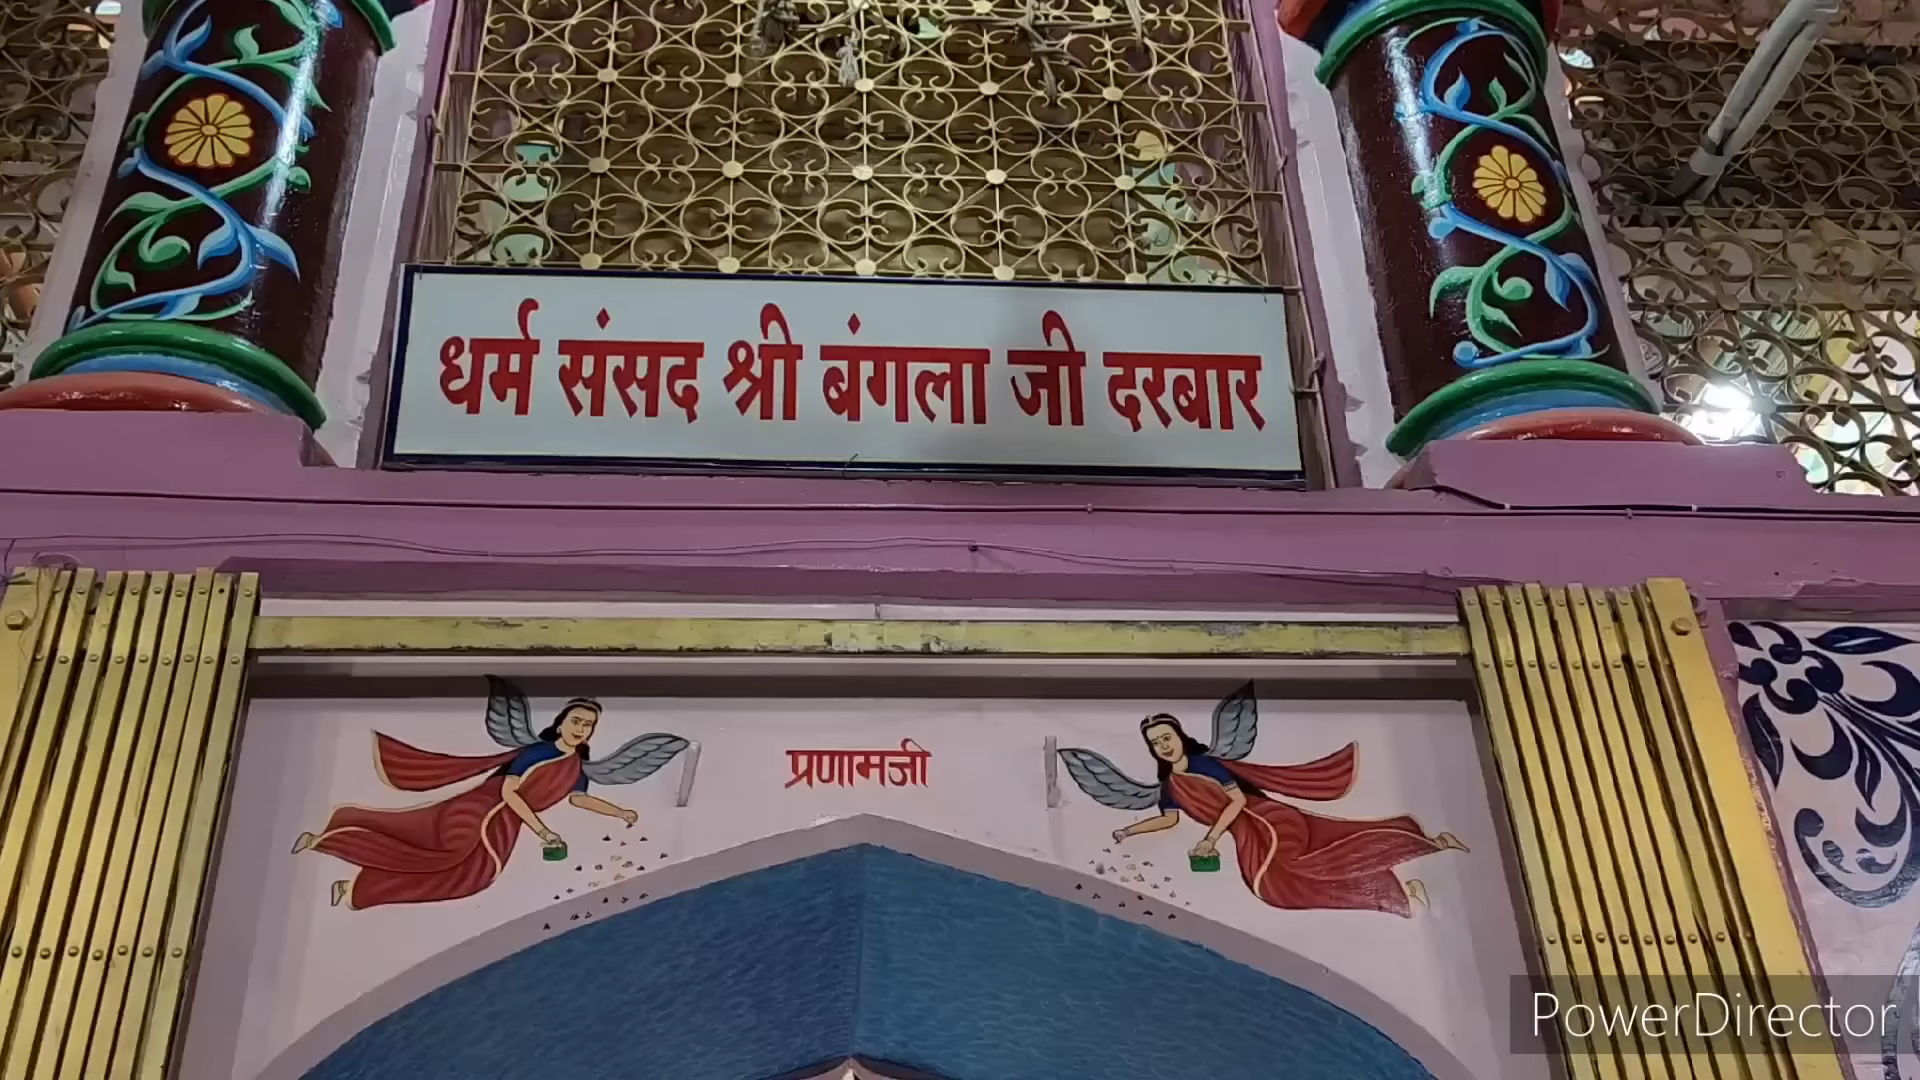 धर्म संसद श्री बंगला जी दरबार
प्रणामजी
PowerDirector